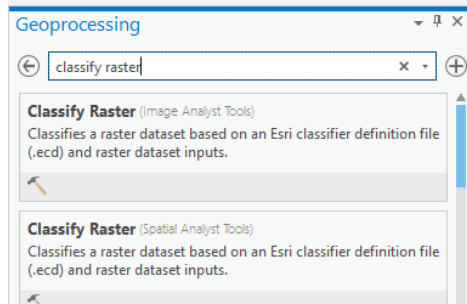 Geoprocessing
classify raster
Classify Raster (Image Analyst Tools)
Classifies a raster dataset based on an Esri classifier definition file
(.ecd) and raster dataset inputs.
Classify Raster (Spatial Analyst Tools)
Classifies a raster dataset based on an Esri classifier definition file
(.ecd) and raster dataset inputs.